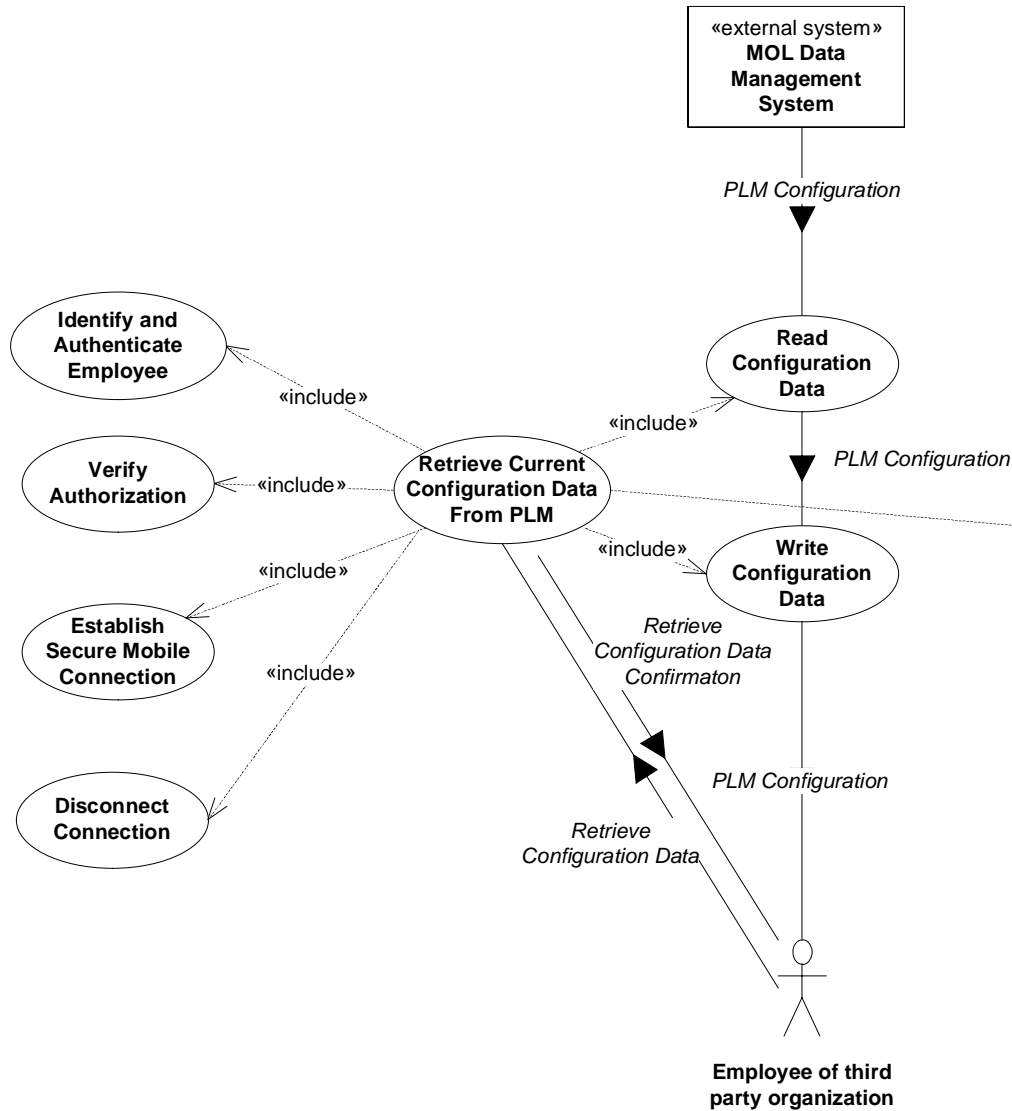 «external system»
MOL Data
Management
System
PLM Configuration
Identify and
Authenticate
Employee
Read
Configuration
Data
«include»
«include»
Verify
Authorization
«include»
Retrieve Current
Configuration Data
From PLM
PLM Configuration
«include»
Write
Configuration
Data
«include»
Establish
Secure Mobile
Connection
«include»
Retrieve
Configuration Data
Confirmaton
Disconnect
Connection
PLM Configuration
Retrieve
Configuration Data
Employee of third
party organization